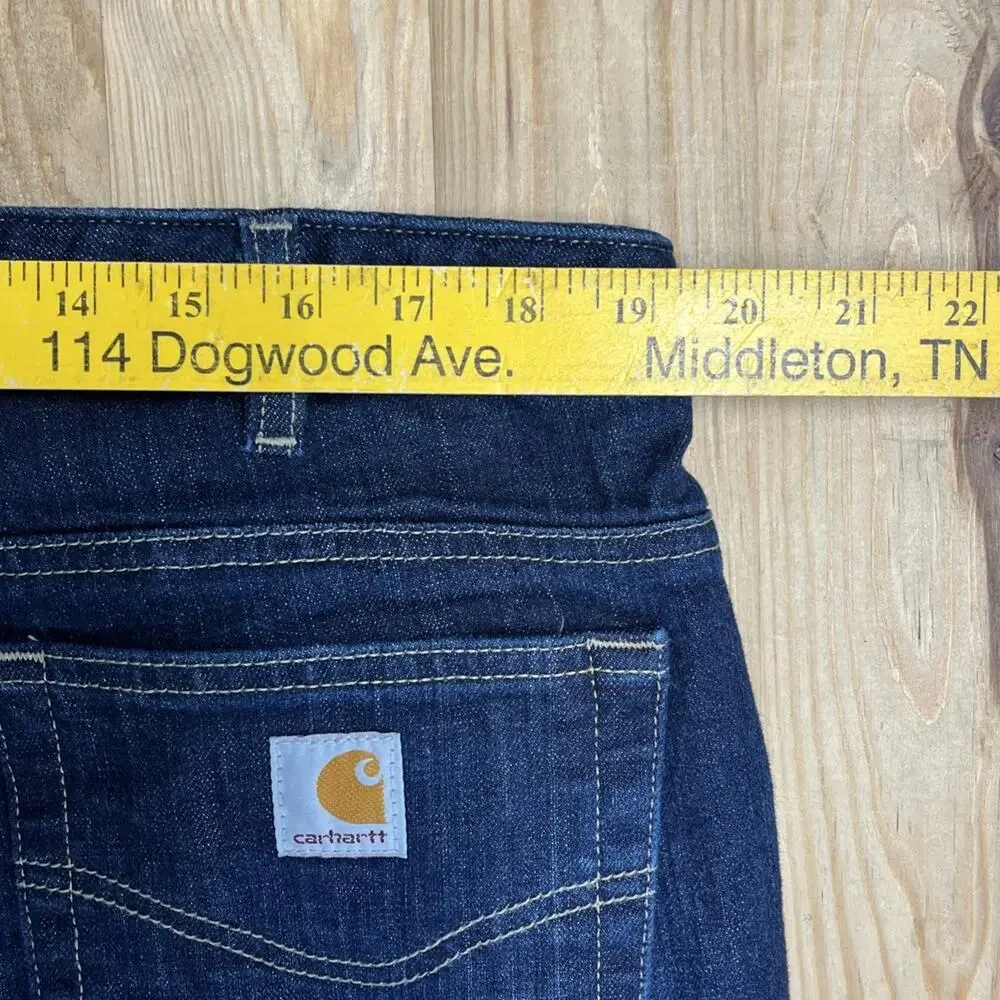 14 15 16 17 18 19 20 21 22
114 Dogwood Ave. Middleton, TN
carhartt